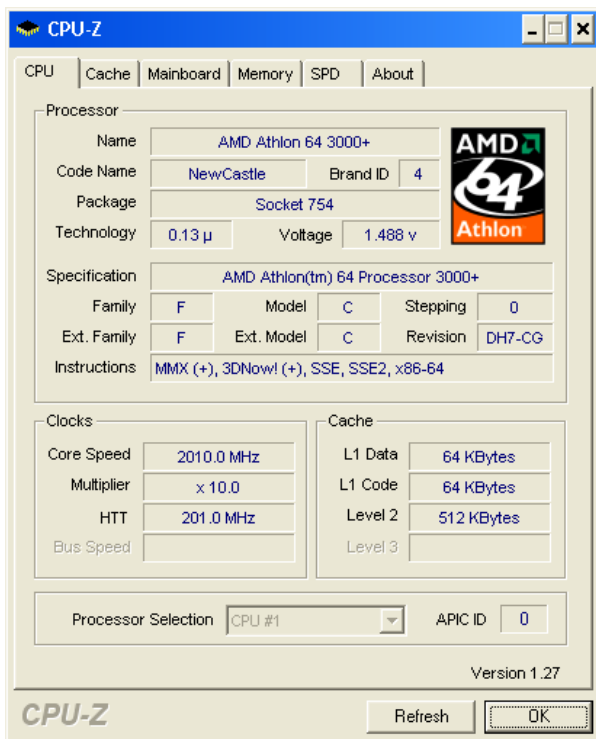 CPU-Z
CPU Cache Mainboard Memory SPD About
Processor
Name AMD Athlon 64 3000+
Code Name NewCastle Brand ID 4
Package Socket 754
Technology 0.13 µ Voltage 1.488 v
AMD
64
Athlon
Specification AMD Athlon(tm) 64 Processor 3000+
Family F Model C Stepping 0
Ext. Family F Ext. Model C Revision DH7-CG
Instructions MMX (+), 3DNow! (+), SSE, SSE2, x86-64
Clocks
Core Speed 2010.0 MHz
Multiplier x 10.0
HTT 201.0 MHz
Bus Speed
Cache
L1 Data 64 KBytes
L1 Code 64 KBytes
Level 2 512 KBytes
Level 3
Processor Selection CPU #1 APIC ID 0
Version 1.27
CPU-Z Refresh OK